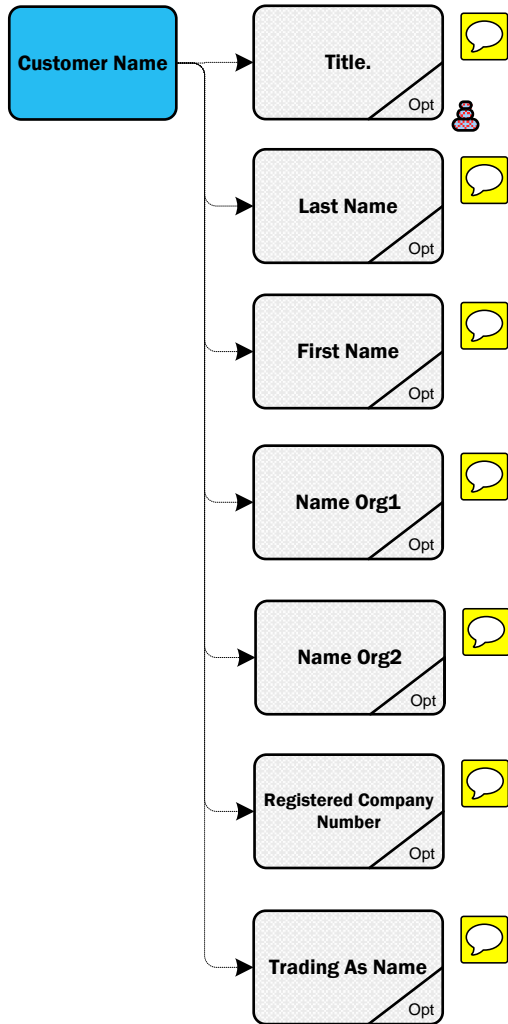 Customer Name
Title.
Opt
Last Name
Opt
First Name
Opt
Name Org1
Opt
Name Org2
Opt
Registered Company
Number
Opt
Trading As Name
Opt